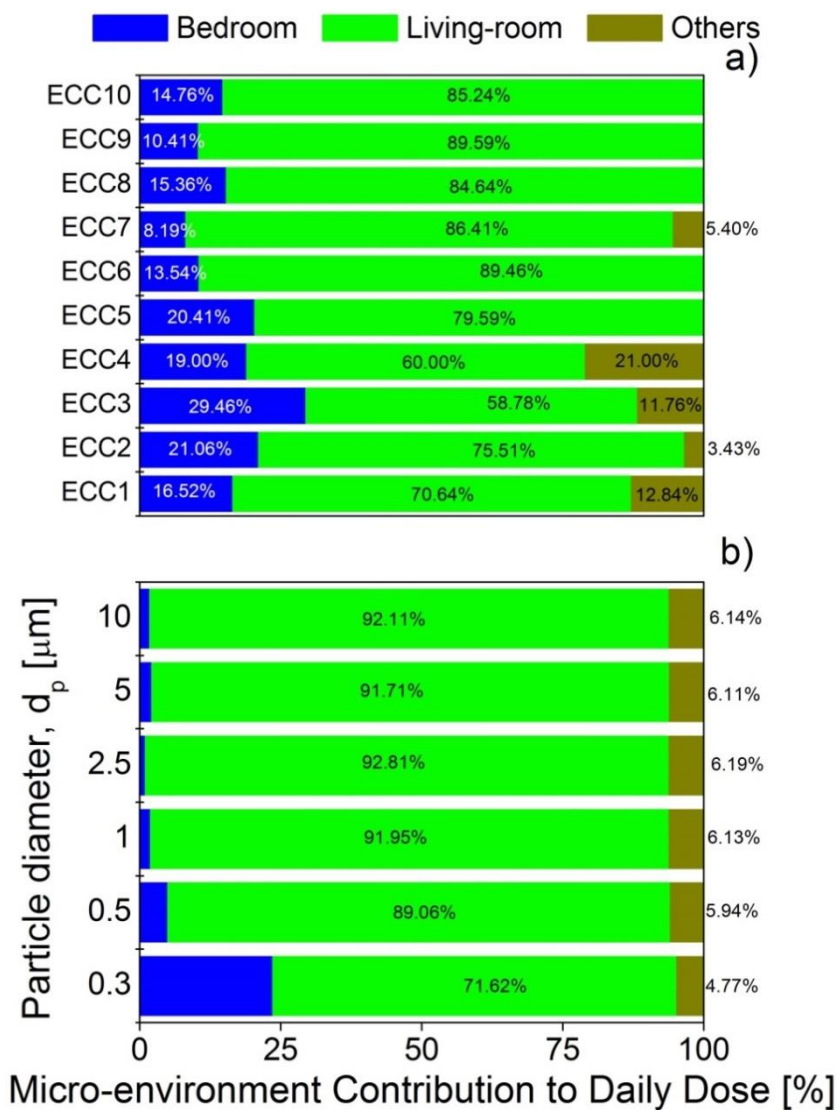 Bedroom Living-room Others
a)
ECC10 14.76% 85.24%
ECC9 10.41% 89.59%
ECC8 15.36% 84.64%
ECC7 8.19% 86.41% 5.40%
ECC6 13.54% 89.46%
ECC5 20.41% 79.59%
ECC4 19.00% 60.00% 21.00%
ECC3 29.46% 58.78% 11.76%
ECC2 21.06% 75.51% 3.43%
ECC1 16.52% 70.64% 12.84%
b)
Particle diameter, dp [μm]
10 92.11% 6.14%
5 91.71% 6.11%
2.5 92.81% 6.19%
1 91.95% 6.13%
0.5 89.06% 5.94%
0.3 71.62% 4.77%
0 25 50 75 100
Micro-environment Contribution to Daily Dose [%]